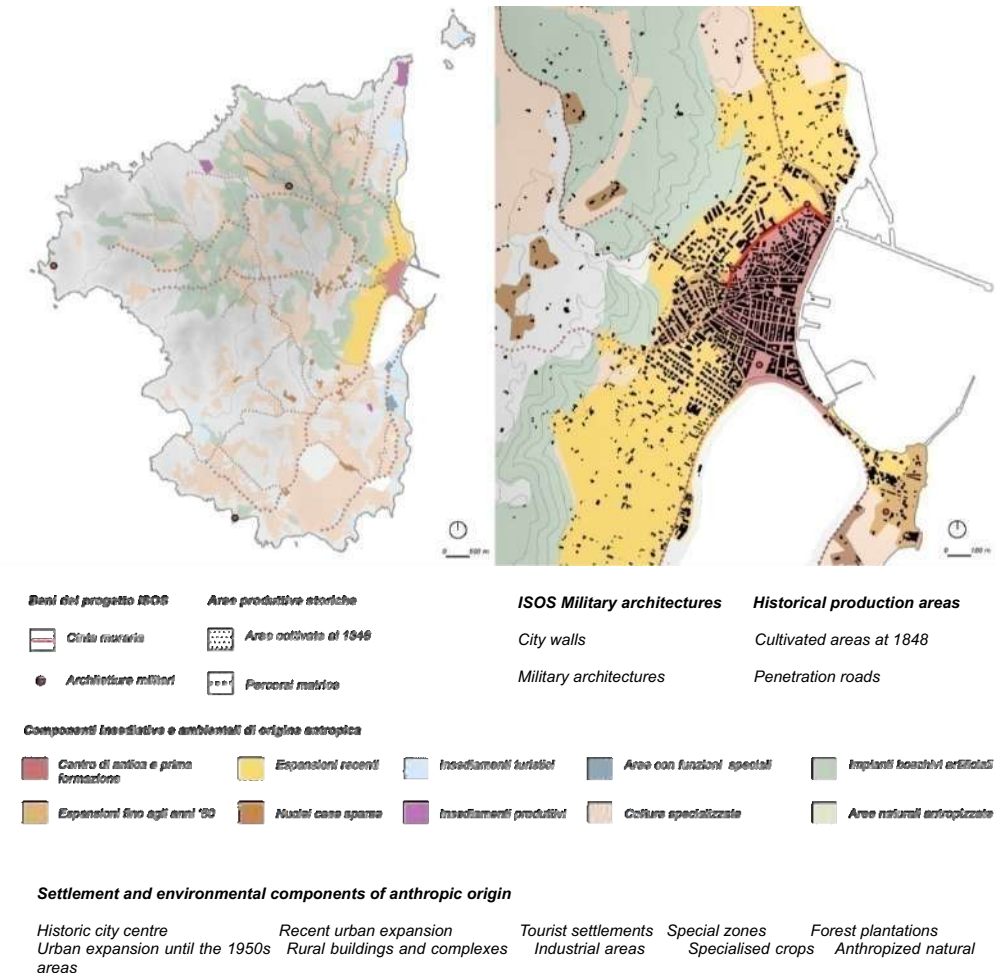 0 500 m
0 100 m
Beni del progetto ISOS
Aree produttive storiche
Cinta muraria
Aree coltivate al 1848
Architetture militari
Percorsi matrice
ISOS Military architectures
Historical production areas
City walls
Cultivated areas at 1848
Military architectures
Penetration roads
Componenti insediative e ambientali di origine antropica
Centro di antica e prima
formazione
Espansioni recenti
Insediamenti turistici
Aree con funzioni speciali
Impianti boschivi artificiali
Espansioni fino agli anni '50
Nuclei case sparse
Insediamenti produttivi
Colture specializzate
Aree naturali antropizzate
Settlement and environmental components of anthropic origin
Historic city centre Recent urban expansion Tourist settlements Special zones Forest plantations
Urban expansion until the 1950s Rural buildings and complexes Industrial areas Specialised crops Anthropized natural
areas